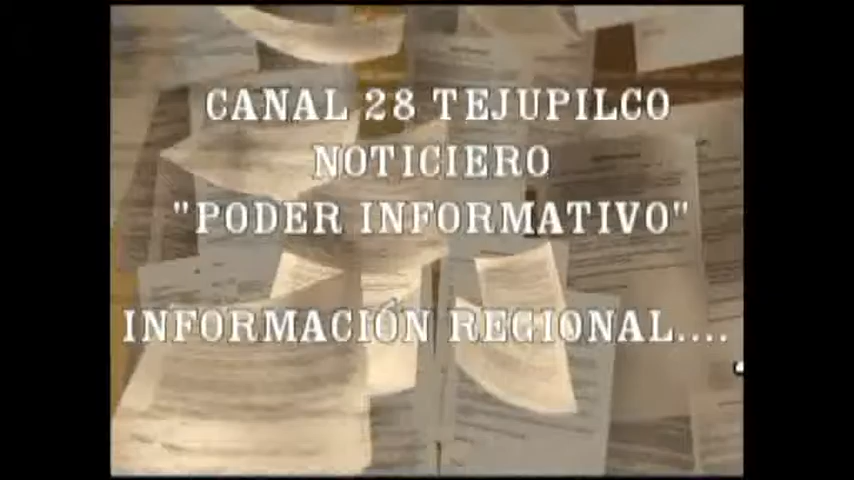 CANAL 28 TEJUPILCO
NOTICIERO
"PODER INFORMATIVO"
INFORMACIÓN REGIONAL....